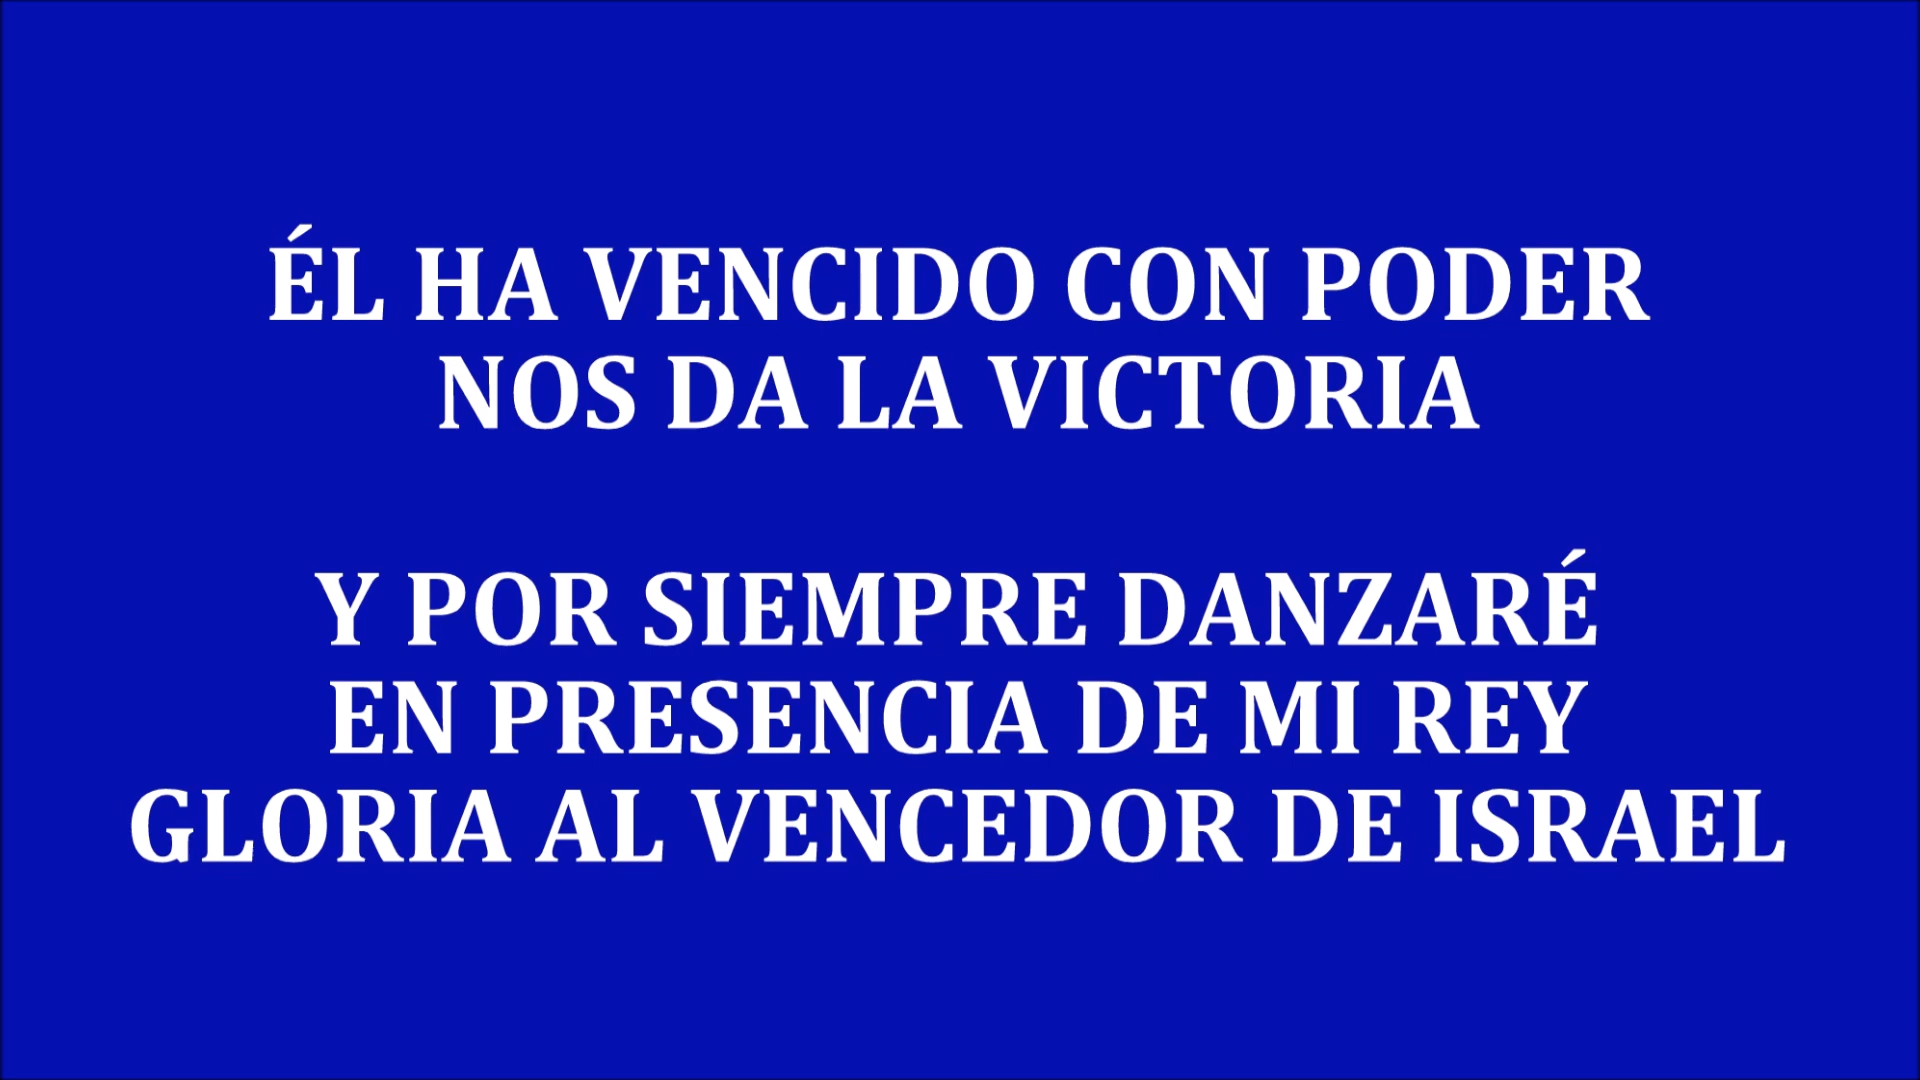 ÉL HA VENCIDO CON PODER
NOS DA LA VICTORIA
Y POR SIEMPRE DANZARÉ
EN PRESENCIA DE MI REY
GLORIA AL VENCEDOR DE ISRAEL